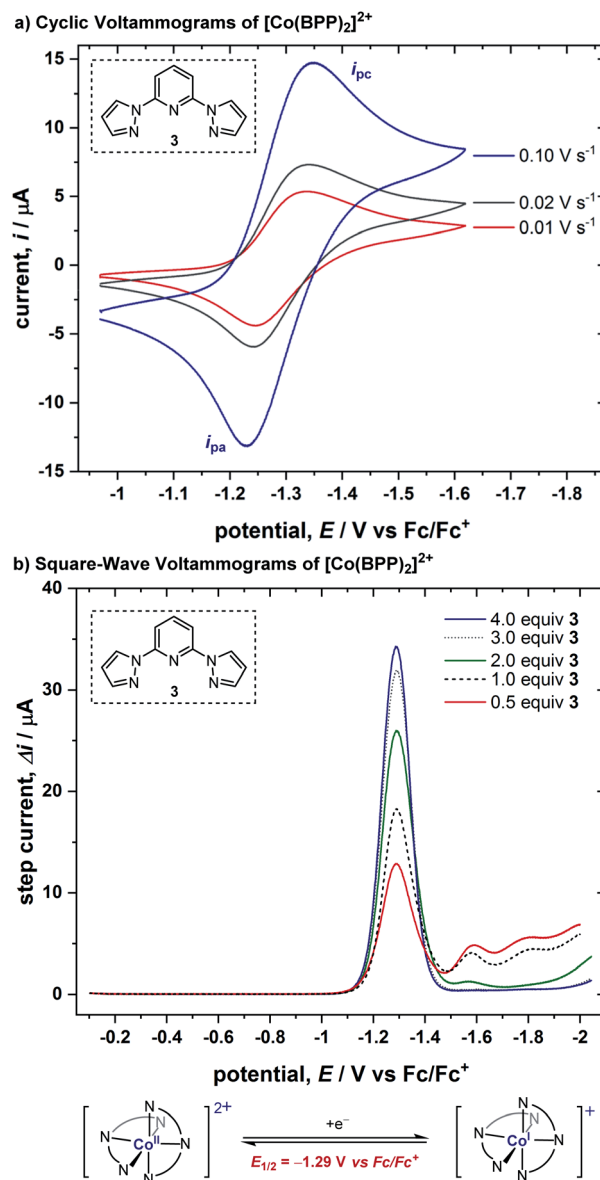 a) Cyclic Voltammograms of [Co(BPP)₂]²⁺
15
10
5
0
-5
-10
-15
current, i / μA
N
N N
N N
3
iₚc
iₚa
0.10 V s⁻¹
0.02 V s⁻¹
0.01 V s⁻¹
-1 -1.1 -1.2 -1.3 -1.4 -1.5 -1.6 -1.7 -1.8
potential, E / V vs Fc/Fc⁺
b) Square-Wave Voltammograms of [Co(BPP)₂]²⁺
40
30
20
10
0
step current, Δi / μA
N
N N
N N
3
4.0 equiv 3
3.0 equiv 3
2.0 equiv 3
1.0 equiv 3
0.5 equiv 3
-0.2 -0.4 -0.6 -0.8 -1 -1.2 -1.4 -1.6 -1.8 -2
potential, E / V vs Fc/Fc⁺
N
N
N Coᴵᴵ N
N N
2+
+e⁻
E₁/₂ = −1.29 V vs Fc/Fc⁺
N
N
N Coᴵ N
N N
+